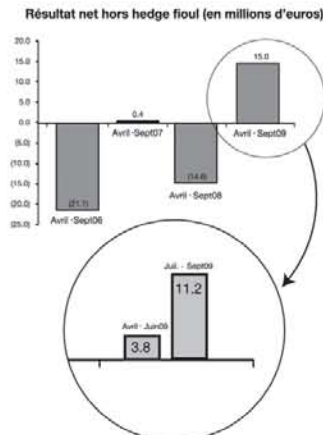 Résultat net hors hedge fioul (en millions d'euros)
20.0
15.0
10.0
5.0
0.0
(5.0)
(10.0)
(15.0)
(20.0)
(25.0)
(21.1)
Avril - Sept06
0.4
Avril - Sept07
(14.6)
Avril - Sept08
15.0
Avril - Sept09
Juil. - Sept09
11.2
Avril - Juin09
3.8